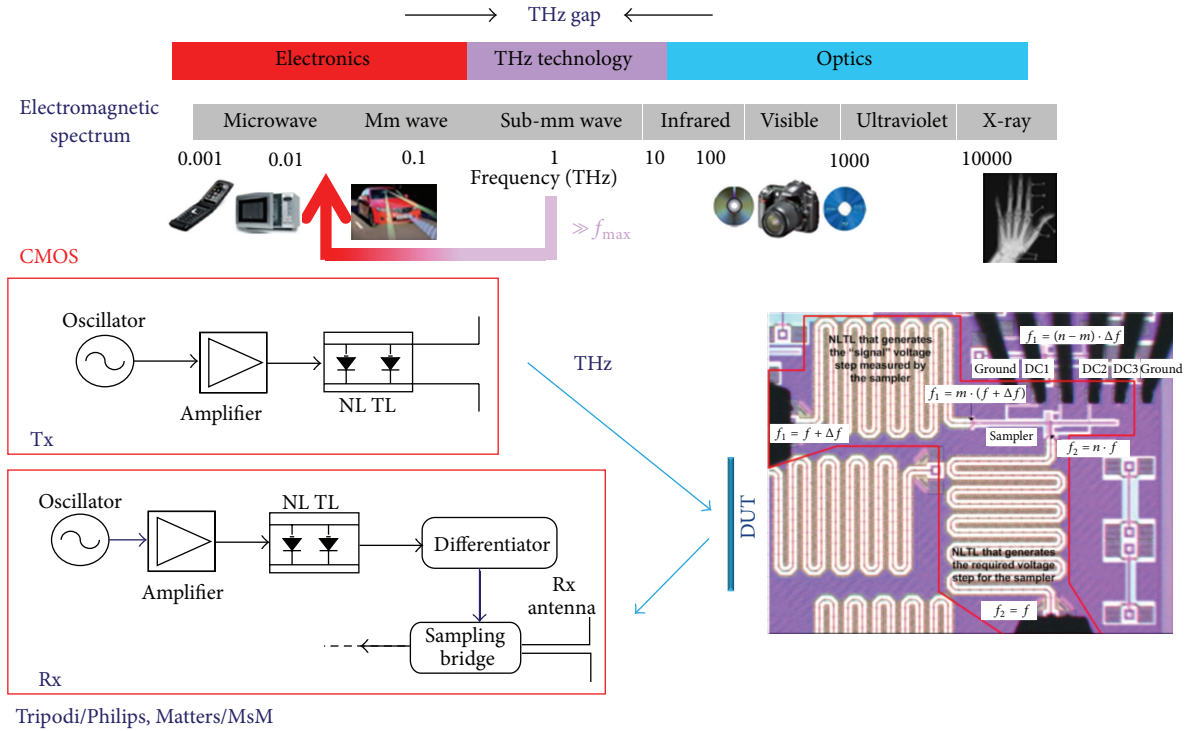 THz gap
Electronics
THz technology
Optics
Electromagnetic
spectrum
Microwave
Mm wave
Sub-mm wave
Infrared
Visible
Ultraviolet
X-ray
0.001
0.01
0.1
1
10
100
1000
10000
Frequency (THz)
≫ fmax
CMOS
Oscillator
Amplifier
NL TL
Tx
THz
DUT
Oscillator
Amplifier
NL TL
Differentiator
Rx
antenna
Sampling
bridge
Rx
Tripodi/Philips, Matters/MsM
NLTL that generates
the "signal" voltage
step measured by
the sampler
f1 = (n − m) · Δf
Ground
DC1
DC2
DC3
Ground
f1 = m · (f + Δf)
Sampler
f1 = f + Δf
f2 = n · f
NLTL that generates
the required voltage
step for the sampler
f2 = f